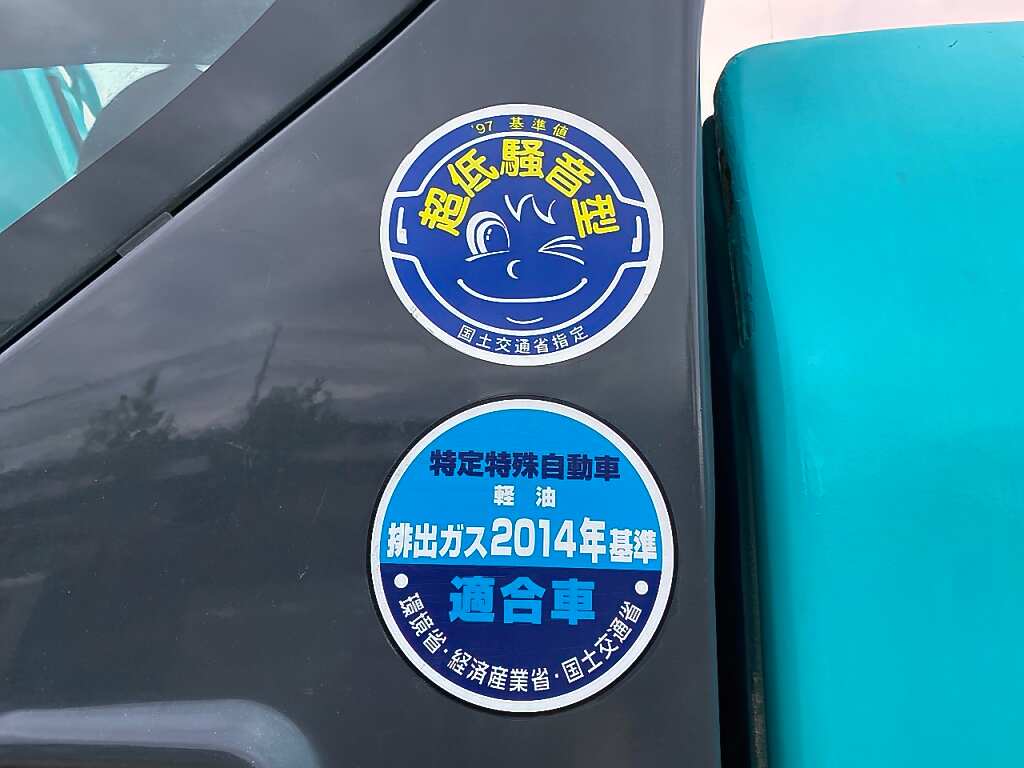 '97 基準値
超低騒音型
国土交通省指定
特定特殊自動車
軽油
排出ガス2014年基準
適合車
環境省・経済産業省・国土交通省